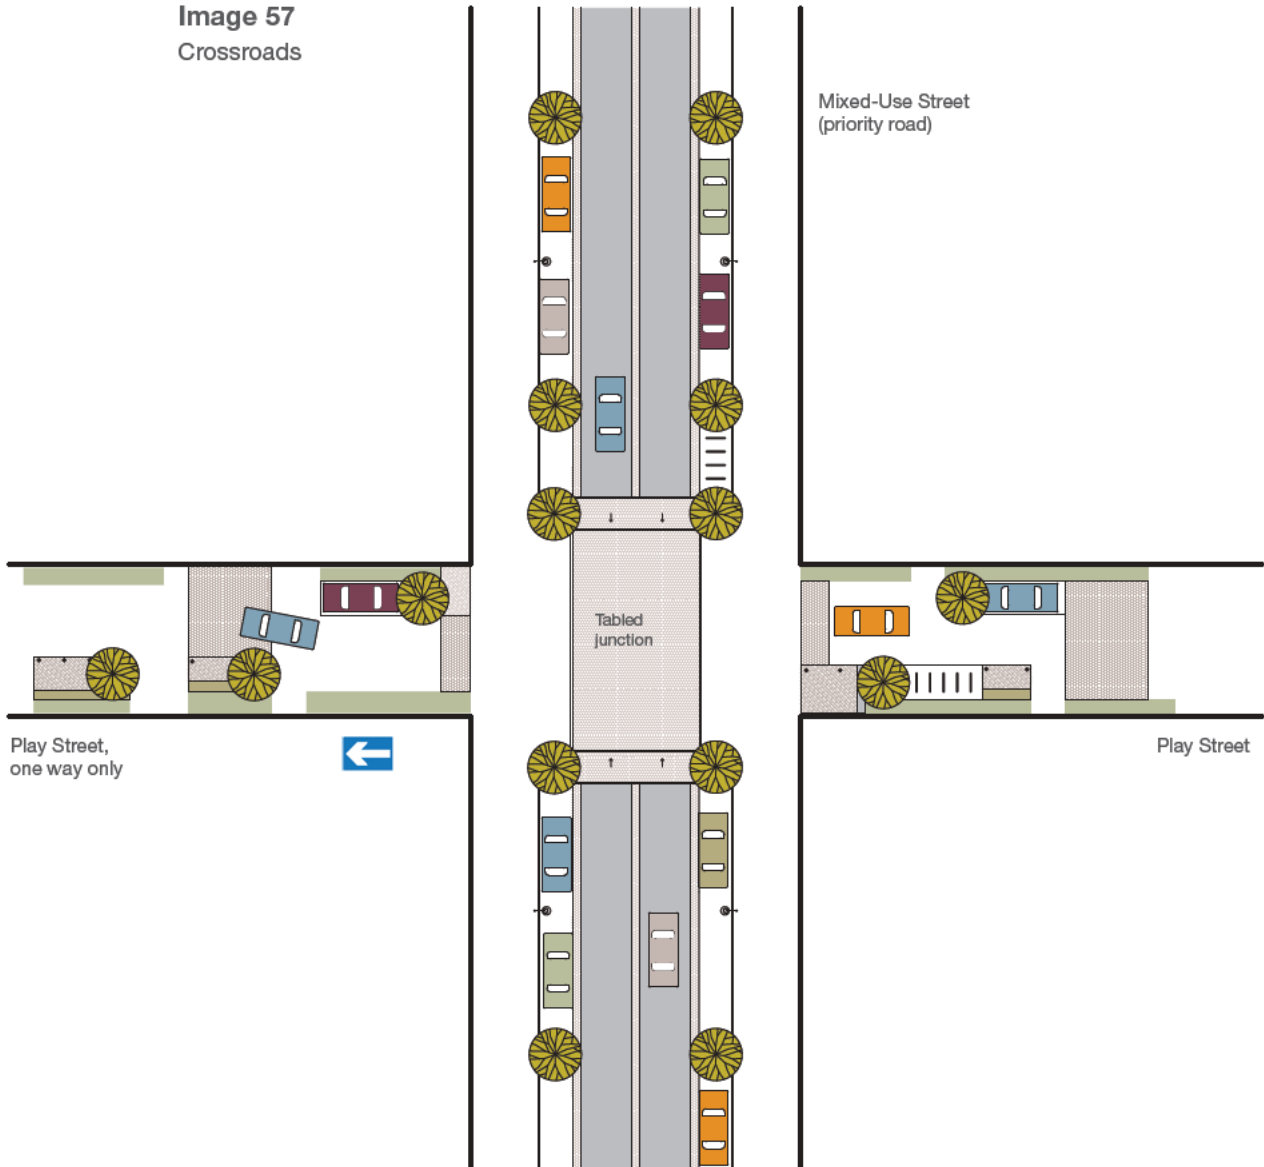 Image 57
Crossroads
Mixed-Use Street
(priority road)
Tabled
junction
Play Street,
one way only
Play Street